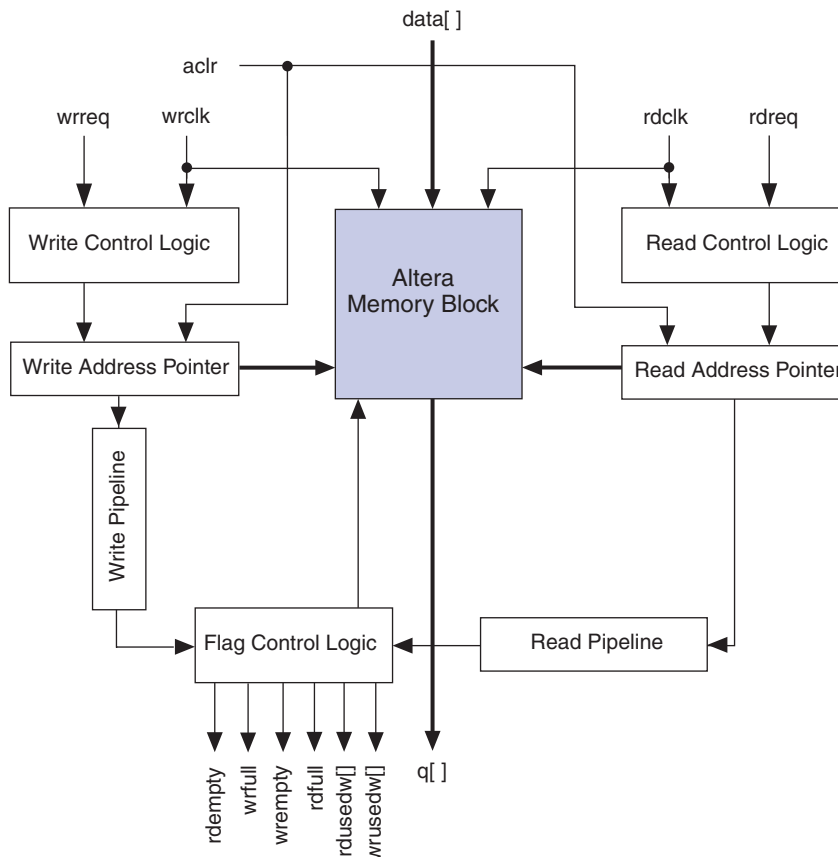 data[ ]
aclr
wrreq
wrclk
rdclk
rdreq
Write Control Logic
Altera
Memory Block
Read Control Logic
Write Address Pointer
Read Address Pointer
Write Pipeline
Flag Control Logic
Read Pipeline
rdempty
wrfull
wrempty
rdfull
rdusedw[]
wrusedw[]
q[ ]